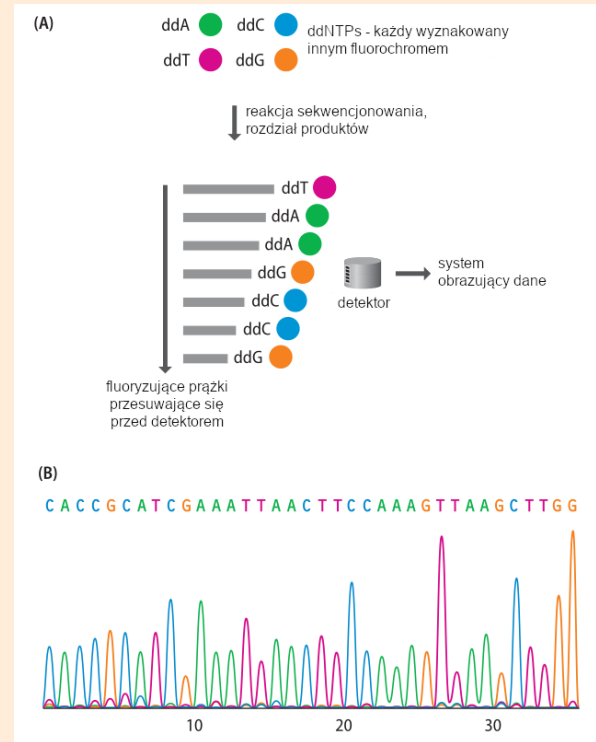 (A)
ddA ddC ddNTPs - każdy wyznakowany
innym fluorochromem
ddT ddG
reakcja sekwencjonowania,
rozdział produktów
ddT
ddA
ddA
ddG
ddC
ddC
ddG
detektor
system
obrazujący dane
fluoryzujące prążki
przesuwające się
przed detektorem
(B)
C A C C G C A T C G A A A T T A A C T T C C A A A G T T A A G C T T G G
10 20 30